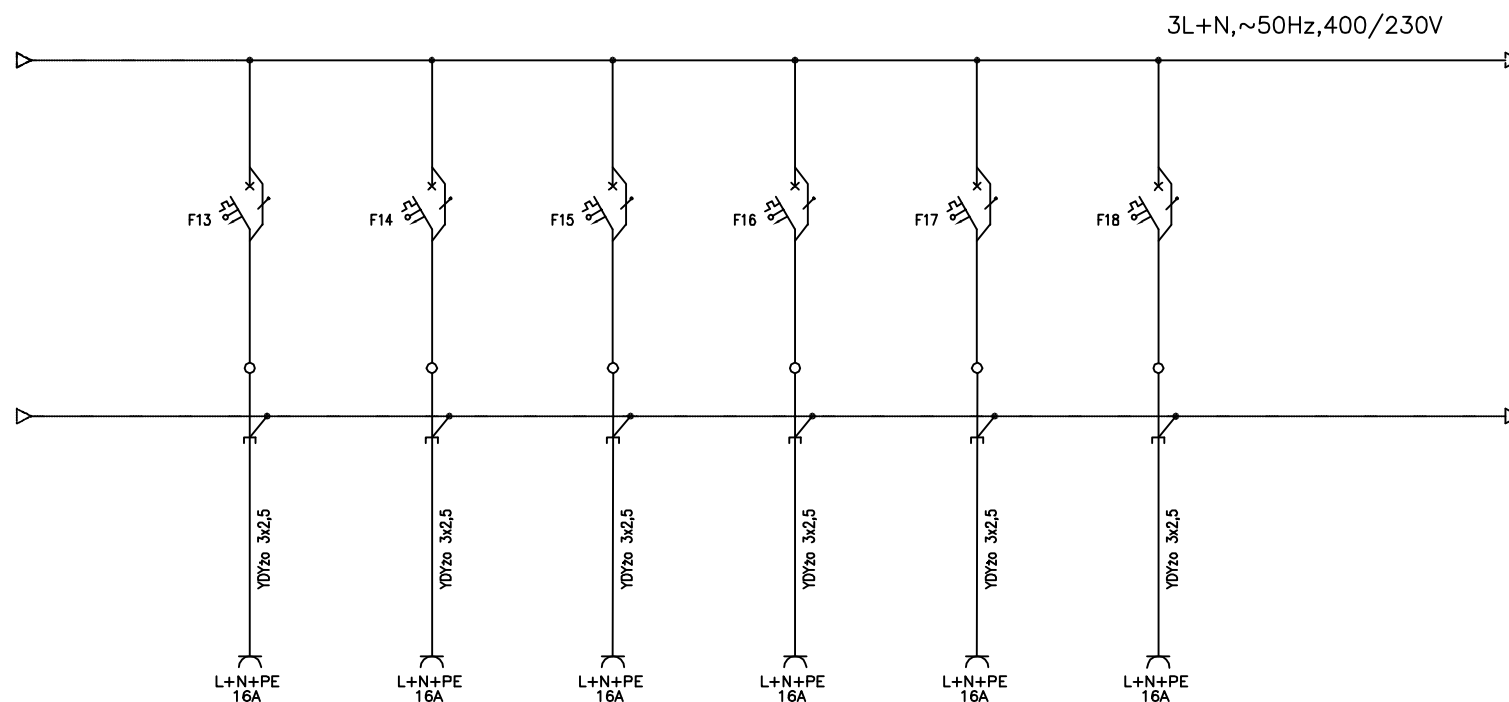 3L+N,~50Hz,400/230V
F13
F14
F15
F16
F17
F18
YDYżo 3x2,5
YDYżo 3x2,5
YDYżo 3x2,5
YDYżo 3x2,5
YDYżo 3x2,5
YDYżo 3x2,5
L+N+PE
16A
L+N+PE
16A
L+N+PE
16A
L+N+PE
16A
L+N+PE
16A
L+N+PE
16A